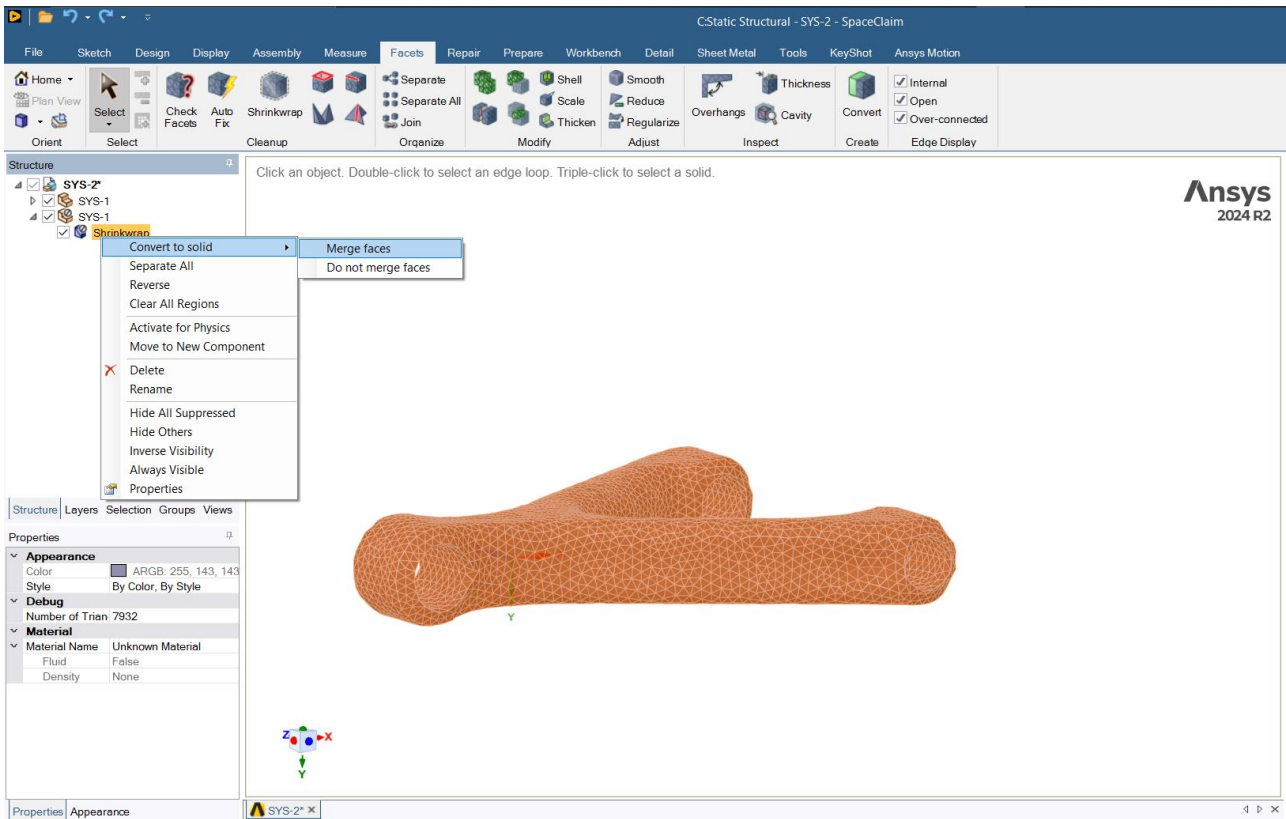 C:Static Structural - SYS-2 - SpaceClaim
File Sketch Design Display Assembly Measure Facets Repair Prepare Workbench Detail Sheet Metal Tools KeyShot Ansys Motion
Home
Plan View
Select
Check Facets
Auto Fix
Shrinkwrap
Separate
Separate All
Join
Shell
Scale
Thicken
Smooth
Reduce
Regularize
Overhangs
Thickness
Cavity
Convert
Internal
Open
Over-connected
Orient Select Cleanup Organize Modify Adjust Inspect Create Edge Display
Structure
SYS-2*
SYS-1
SYS-1
Shrinkwrap
Click an object. Double-click to select an edge loop. Triple-click to select a solid.
Ansys
2024 R2
Convert to solid
Merge faces
Do not merge faces
Separate All
Reverse
Clear All Regions
Activate for Physics
Move to New Component
Delete
Rename
Hide All Suppressed
Hide Others
Inverse Visibility
Always Visible
Properties
Structure Layers Selection Groups Views
Properties
Appearance
Color ARGB: 255, 143, 143
Style By Color, By Style
Debug
Number of Trian 7932
Material
Material Name Unknown Material
Fluid False
Density None
Y
Z X
Y
Properties Appearance
SYS-2*